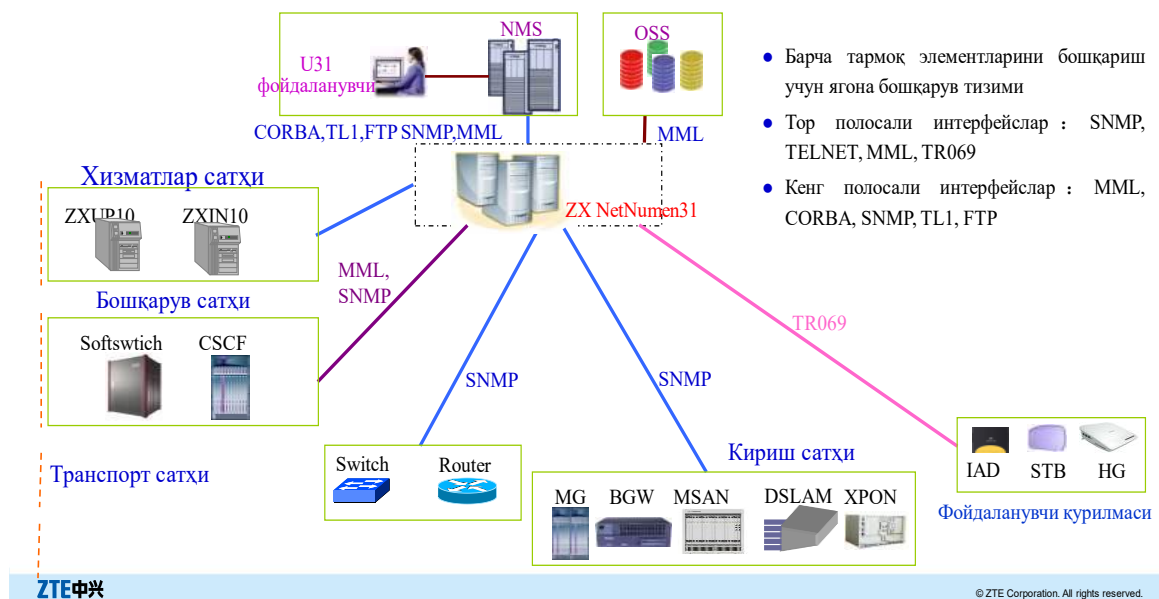 NMS
OSS
U31
фойдаланувчи
CORBA,TL1,FTP SNMP,MML
MML
● Барча тармоқ элементларини бошқариш
учун ягона бошқарув тизими
● Тор полосали интерфейслар : SNMP,
TELNET, MML, TR069
● Кенг полосали интерфейслар : MML,
CORBA, SNMP, TL1, FTP
Хизматлар сатҳи
ZXUP10 ZXIN10
ZX NetNumen31
MML,
SNMP
Бошқарув сатҳи
Softswtich CSCF
TR069
SNMP
SNMP
Транспорт сатҳи
Switch Router
Кириш сатҳи
MG BGW MSAN DSLAM XPON
IAD STB HG
Фойдаланувчи қурилмаси
ZTE中兴
© ZTE Corporation. All rights reserved.